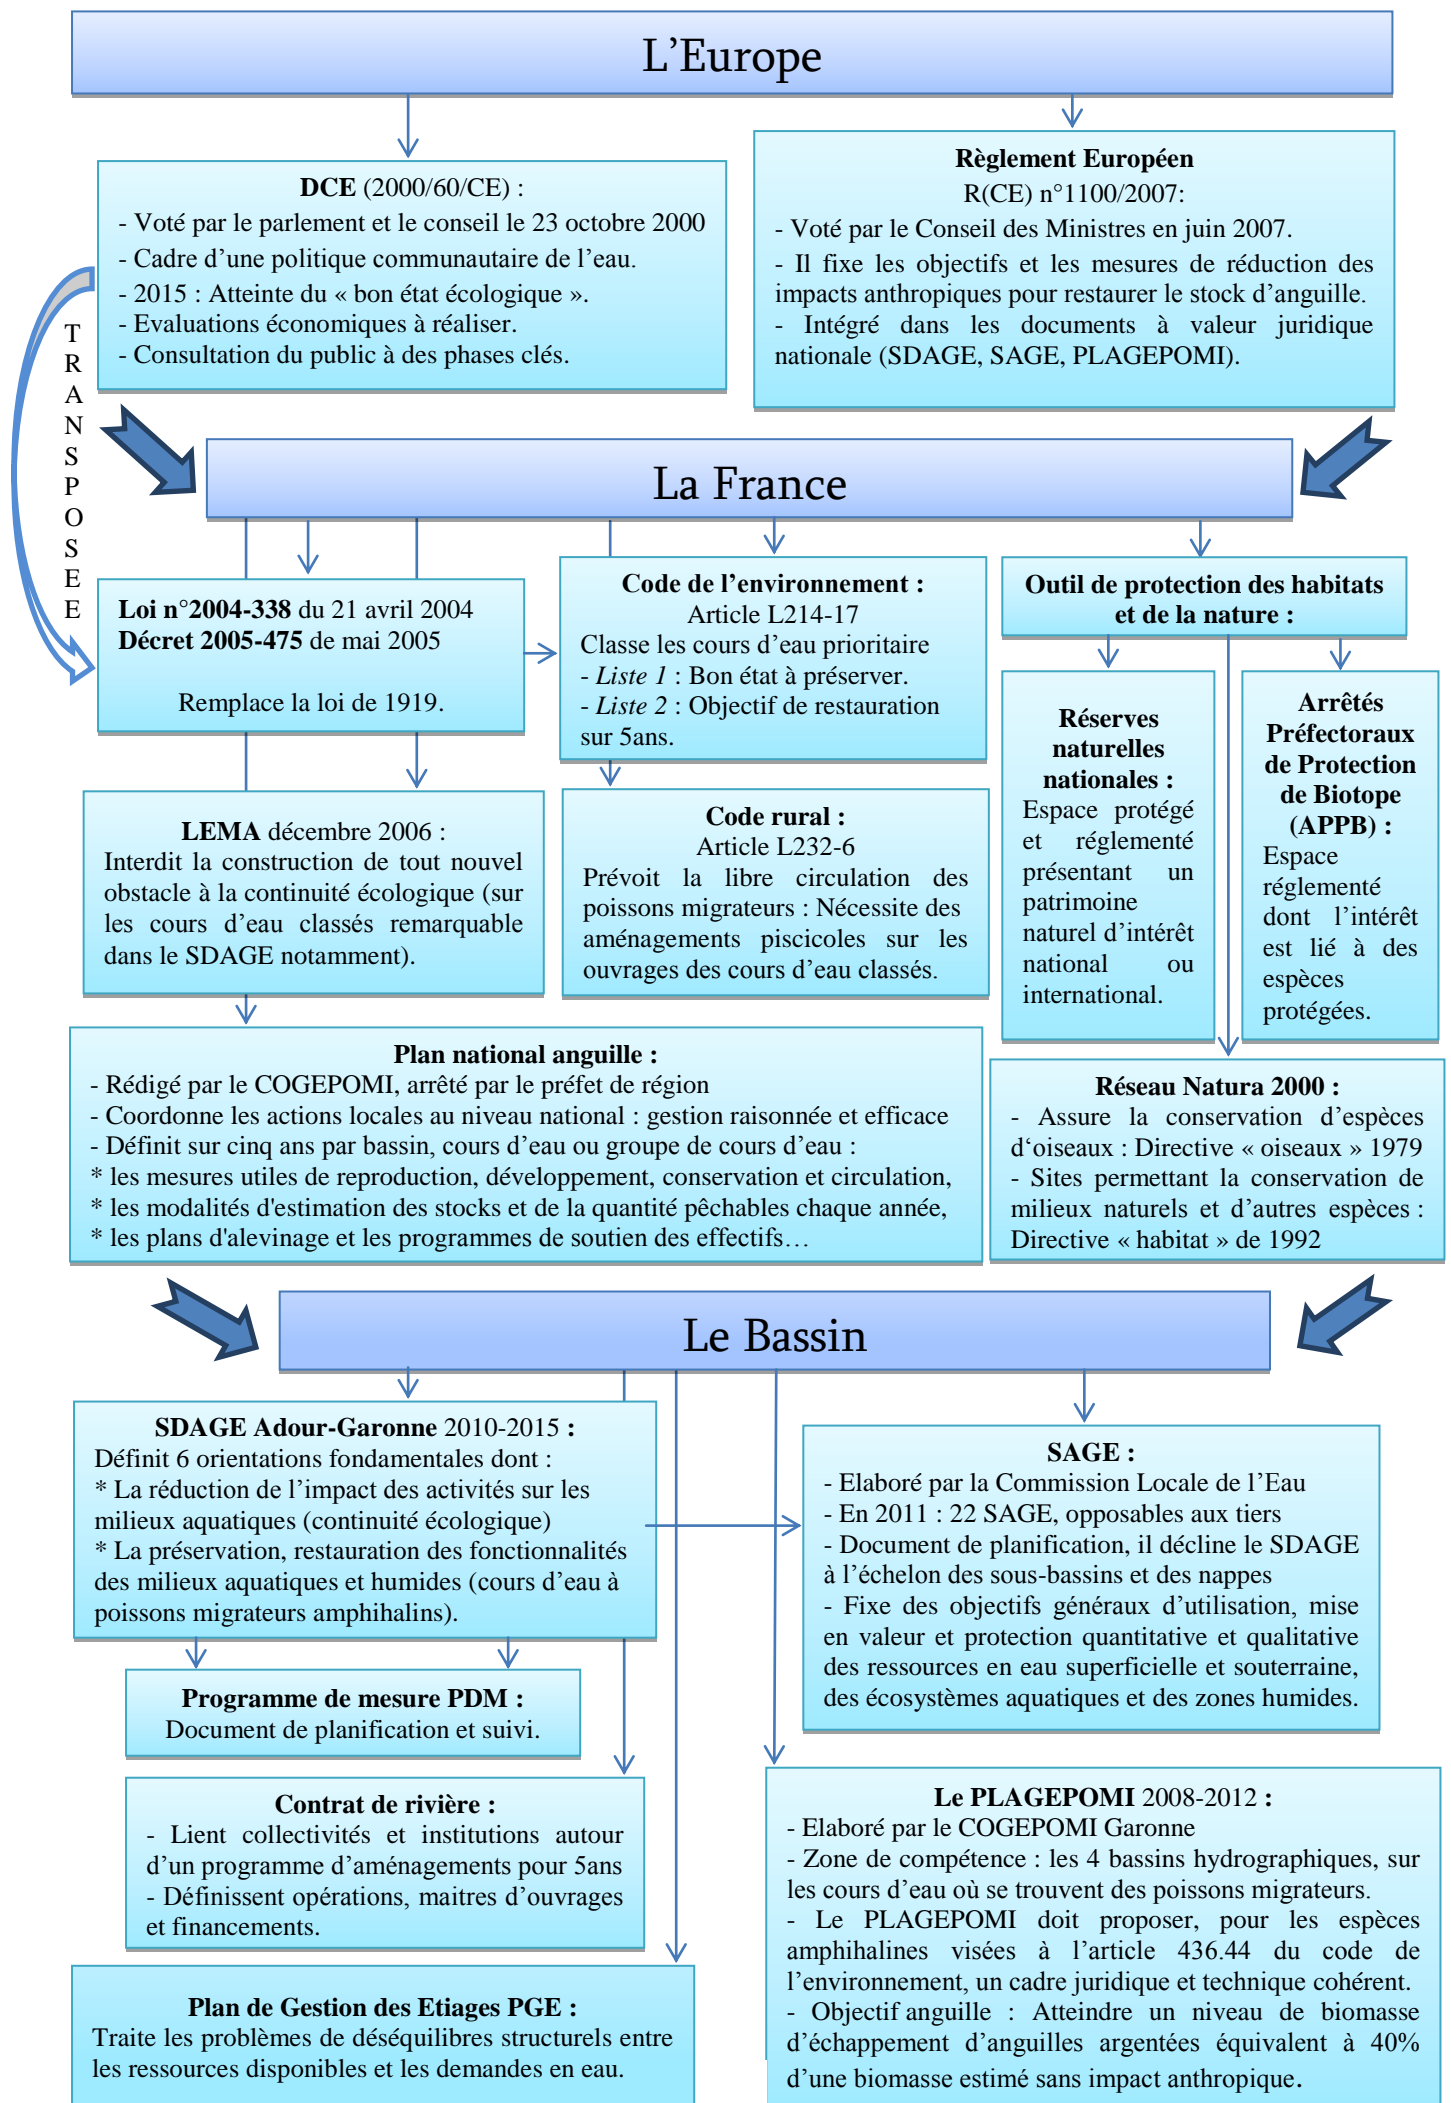 L’Europe
DCE (2000/60/CE) :
- Voté par le parlement et le conseil le 23 octobre 2000
- Cadre d’une politique communautaire de l’eau.
- 2015 : Atteinte du « bon état écologique ».
- Evaluations économiques à réaliser.
- Consultation du public à des phases clés.
Règlement Européen
R(CE) n°1100/2007:
- Voté par le Conseil des Ministres en juin 2007.
- Il fixe les objectifs et les mesures de réduction des
impacts anthropiques pour restaurer le stock d’anguille.
- Intégré dans les documents à valeur juridique
nationale (SDAGE, SAGE, PLAGEPOMI).
T
R
A
N
S
P
O
S
E
E
La France
Loi n°2004-338 du 21 avril 2004
Décret 2005-475 de mai 2005
Remplace la loi de 1919.
Code de l’environnement :
Article L214-17
Classe les cours d’eau prioritaire
- Liste 1 : Bon état à préserver.
- Liste 2 : Objectif de restauration
sur 5ans.
Outil de protection des habitats
et de la nature :
Réserves
naturelles
nationales :
Espace protégé
et réglementé
présentant un
patrimoine
naturel d’intérêt
national ou
international.
Arrêtés
Préfectoraux
de Protection
de Biotope
(APPB) :
Espace
réglementé
dont l’intérêt
est lié à des
espèces
protégées.
LEMA décembre 2006 :
Interdit la construction de tout nouvel
obstacle à la continuité écologique (sur
les cours d’eau classés remarquable
dans le SDAGE notamment).
Code rural :
Article L232-6
Prévoit la libre circulation des
poissons migrateurs : Nécessite des
aménagements piscicoles sur les
ouvrages des cours d’eau classés.
Plan national anguille :
- Rédigé par le COGEPOMI, arrêté par le préfet de région
- Coordonne les actions locales au niveau national : gestion raisonnée et efficace
- Définit sur cinq ans par bassin, cours d’eau ou groupe de cours d’eau :
* les mesures utiles de reproduction, développement, conservation et circulation,
* les modalités d'estimation des stocks et de la quantité pêchables chaque année,
* les plans d'alevinage et les programmes de soutien des effectifs…
Réseau Natura 2000 :
- Assure la conservation d’espèces
d‘oiseaux : Directive « oiseaux » 1979
- Sites permettant la conservation de
milieux naturels et d’autres espèces :
Directive « habitat » de 1992
Le Bassin
SDAGE Adour-Garonne 2010-2015 :
Définit 6 orientations fondamentales dont :
* La réduction de l’impact des activités sur les
milieux aquatiques (continuité écologique)
* La préservation, restauration des fonctionnalités
des milieux aquatiques et humides (cours d’eau à
poissons migrateurs amphihalins).
SAGE :
- Elaboré par la Commission Locale de l’Eau
- En 2011 : 22 SAGE, opposables aux tiers
- Document de planification, il décline le SDAGE
à l’échelon des sous-bassins et des nappes
- Fixe des objectifs généraux d’utilisation, mise
en valeur et protection quantitative et qualitative
des ressources en eau superficielle et souterraine,
des écosystèmes aquatiques et des zones humides.
Programme de mesure PDM :
Document de planification et suivi.
Contrat de rivière :
- Lient collectivités et institutions autour
d’un programme d’aménagements pour 5ans
- Définissent opérations, maitres d’ouvrages
et financements.
Le PLAGEPOMI 2008-2012 :
- Elaboré par le COGEPOMI Garonne
- Zone de compétence : les 4 bassins hydrographiques, sur
les cours d’eau où se trouvent des poissons migrateurs.
- Le PLAGEPOMI doit proposer, pour les espèces
amphihalines visées à l’article 436.44 du code de
l’environnement, un cadre juridique et technique cohérent.
- Objectif anguille : Atteindre un niveau de biomasse
d’échappement d’anguilles argentées équivalent à 40%
d’une biomasse estimé sans impact anthropique.
Plan de Gestion des Etiages PGE :
Traite les problèmes de déséquilibres structurels entre
les ressources disponibles et les demandes en eau.